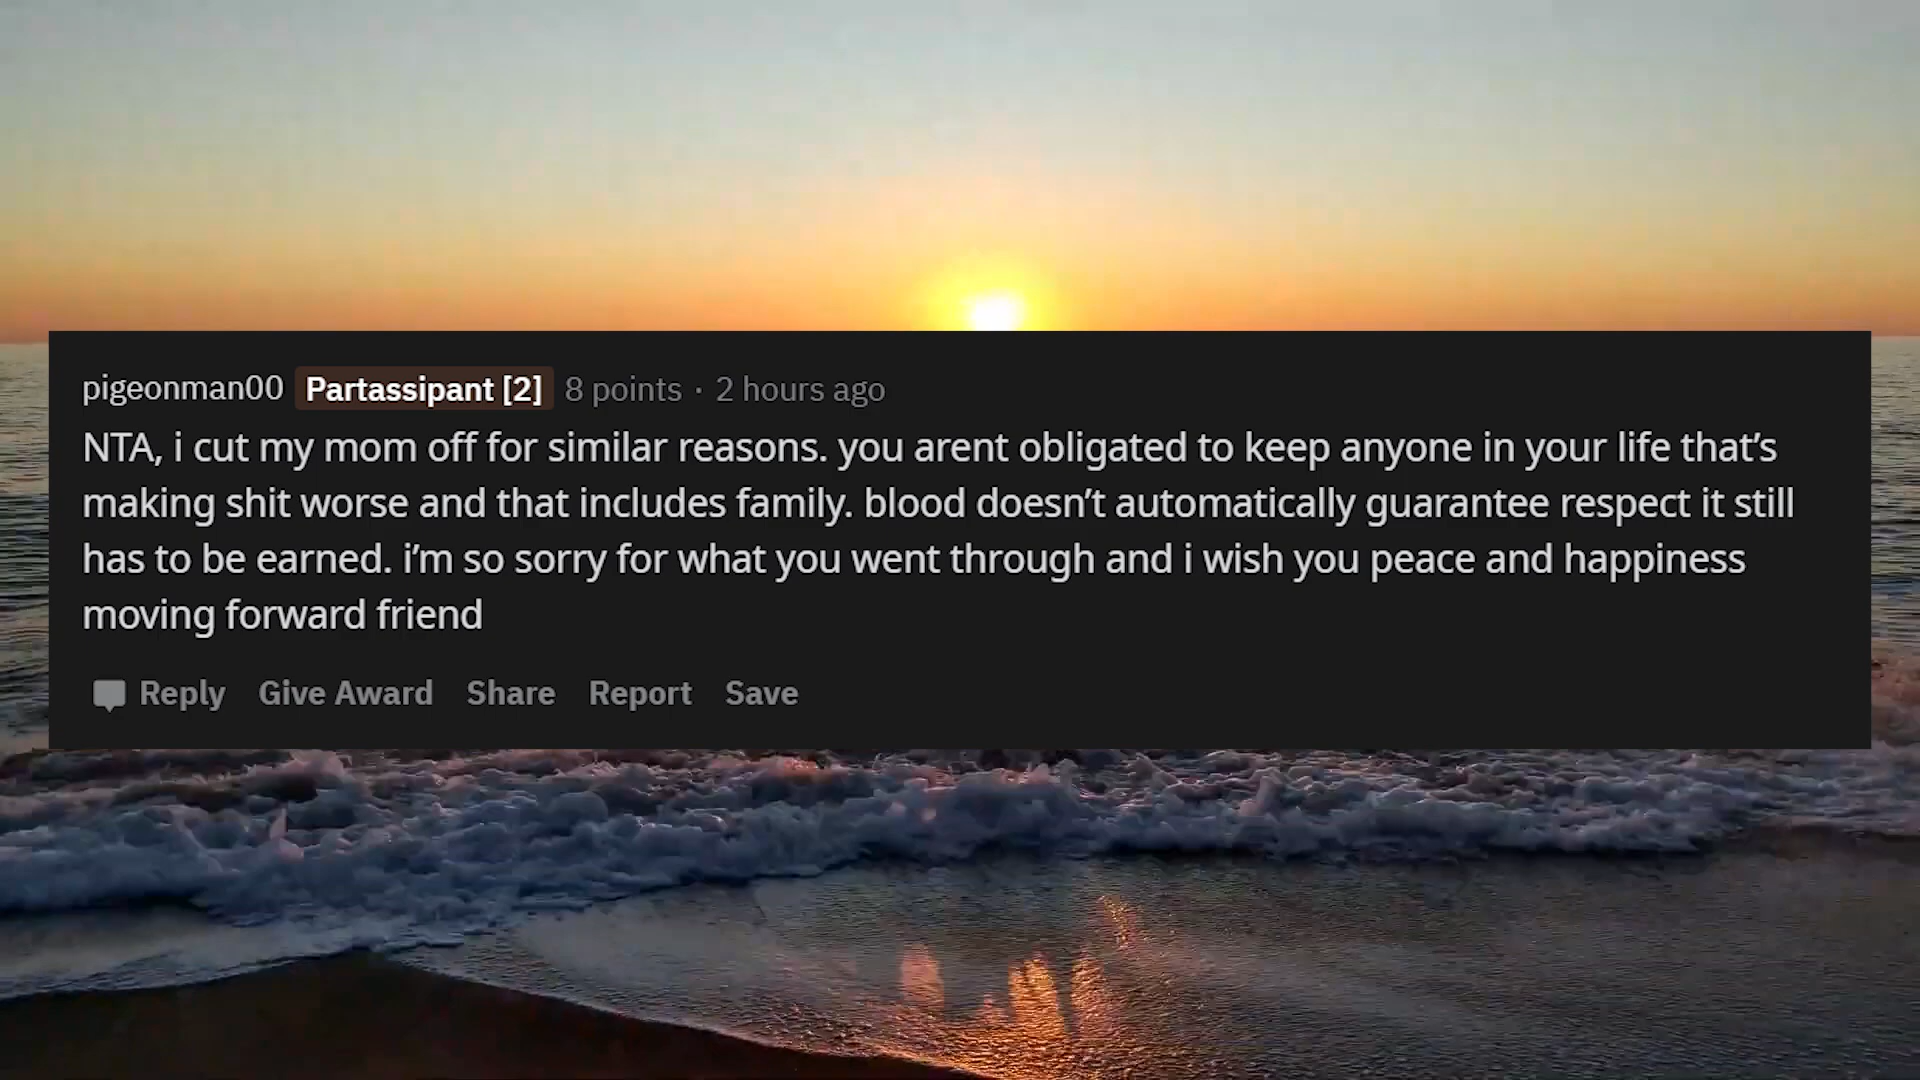 pigeonman00 Partassipant [2] 8 points · 2 hours ago
NTA, i cut my mom off for similar reasons. you arent obligated to keep anyone in your life that’s
making shit worse and that includes family. blood doesn’t automatically guarantee respect it still
has to be earned. i’m so sorry for what you went through and i wish you peace and happiness
moving forward friend
Reply Give Award Share Report Save